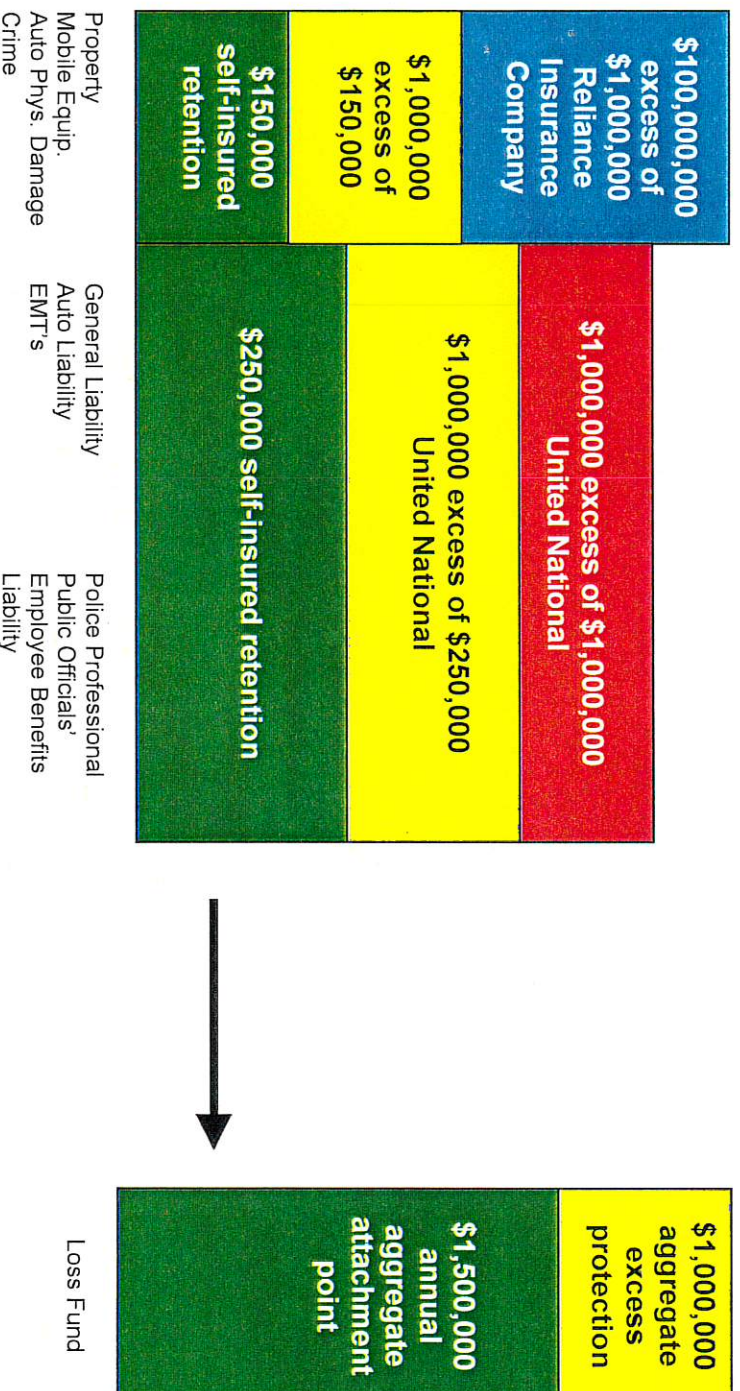 $100,000,000
excess of
$1,000,000
Reliance
Insurance
Company
$1,000,000
excess of
$150,000
$150,000
self-insured
retention
Property
Mobile Equip.
Auto Phys. Damage
Crime
$1,000,000 excess of $1,000,000
United National
$1,000,000 excess of $250,000
United National
$250,000 self-insured retention
General Liability
Auto Liability
EMT's
Police Professional
Public Officials'
Employee Benefits
Liability
$1,000,000
aggregate
excess
protection
$1,500,000
annual
aggregate
attachment
point
Loss Fund